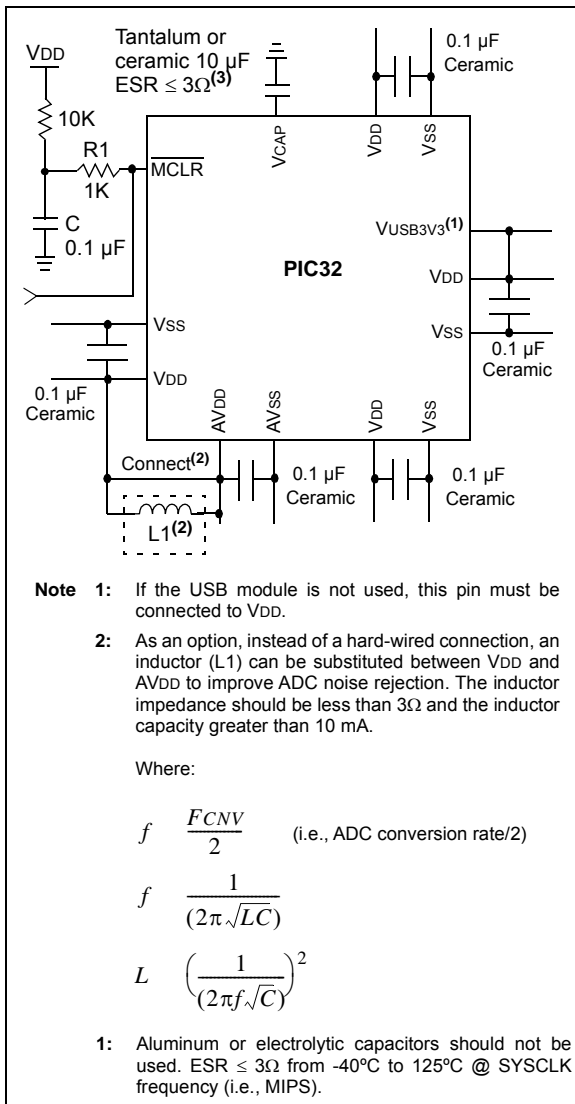 VDD
Tantalum or
ceramic 10 µF
ESR ≤ 3Ω(3)
0.1 µF
Ceramic
10K
R1
1K
C
0.1 µF
MCLR
VCAP
VDD
VSS
VUSB3V3(1)
VDD
VSS
PIC32
0.1 µF
Ceramic
VSS
VDD
0.1 µF
Ceramic
AVDD
AVSS
VDD
VSS
Connect(2)
L1(2)
0.1 µF
Ceramic
0.1 µF
Ceramic
Note 1: If the USB module is not used, this pin must be
connected to VDD.
2: As an option, instead of a hard-wired connection, an
inductor (L1) can be substituted between VDD and
AVDD to improve ADC noise rejection. The inductor
impedance should be less than 3Ω and the inductor
capacity greater than 10 mA.
Where:
f FCNV/2 (i.e., ADC conversion rate/2)
f 1/(2π√LC)
L (1/(2πf√C))²
1: Aluminum or electrolytic capacitors should not be
used. ESR ≤ 3Ω from -40ºC to 125ºC @ SYSCLK
frequency (i.e., MIPS).